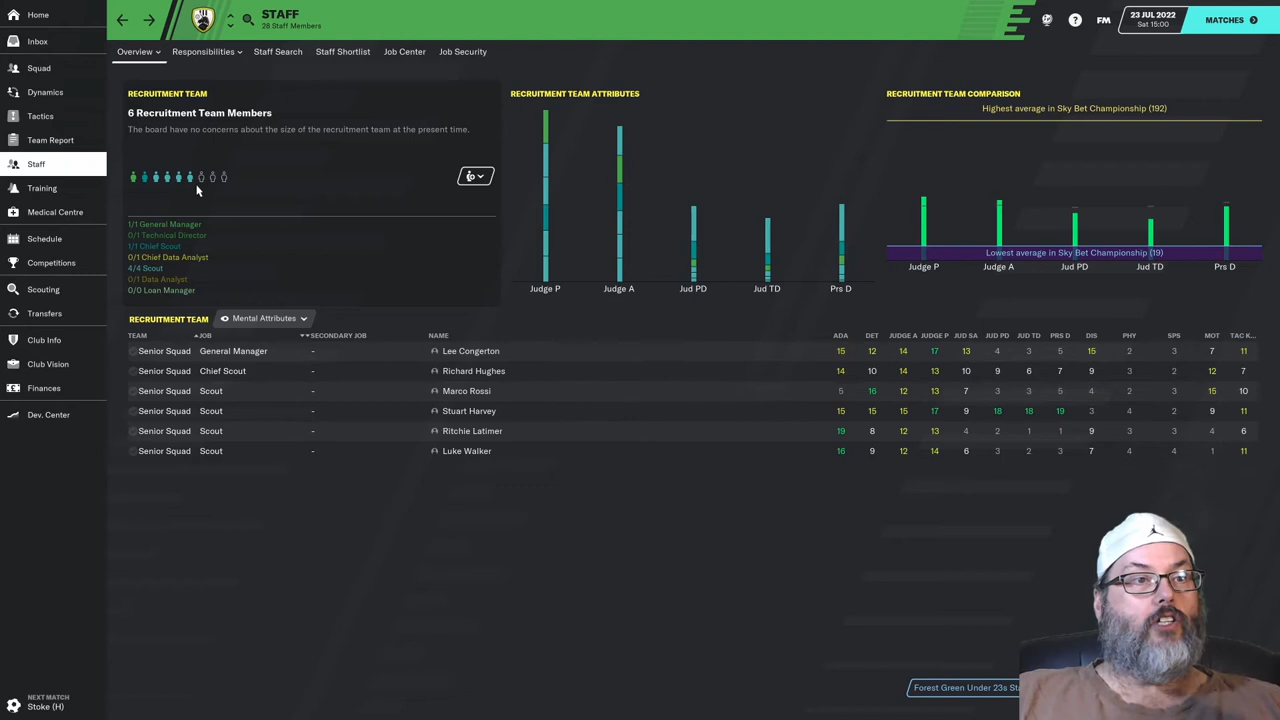 Home
Inbox
Squad
Dynamics
Tactics
Team Report
Staff
Training
Medical Centre
Schedule
Competitions
Scouting
Transfers
Club Info
Club Vision
Finances
Dev. Center
NEXT MATCH
Stoke (H)
STAFF
26 Staff Members
FM
23 JUL 2022
Sat 15:00
MATCHES
Overview Responsibilities Staff Search Staff Shortlist Job Center Job Security
RECRUITMENT TEAM
6 Recruitment Team Members
The board have no concerns about the size of the recruitment team at the present time.
1/1 General Manager
0/1 Technical Director
1/1 Chief Scout
0/1 Chief Data Analyst
4/4 Scout
0/1 Data Analyst
0/0 Loan Manager
RECRUITMENT TEAM ATTRIBUTES
Judge P Judge A Jud PD Jud TD Prs D
RECRUITMENT TEAM COMPARISON
Highest average in Sky Bet Championship (192)
Lowest average in Sky Bet Championship (19)
Judge P Judge A Jud PD Jud TD Prs D
RECRUITMENT TEAM Mental Attributes
TEAM JOB SECONDARY JOB NAME ADA DET JUDGE A JUDGE P JUD SA JUD PD JUD TD PRS D DIS PHY SPS MOT TAC K...
Senior Squad General Manager - Lee Congerton 15 12 14 17 13 4 3 5 15 2 3 7 11
Senior Squad Chief Scout - Richard Hughes 14 10 14 13 10 9 6 7 9 2 3 12 7
Senior Squad Scout - Marco Rossi 5 16 12 13 7 3 3 5 4 2 3 15 10
Senior Squad Scout - Stuart Harvey 15 15 15 17 9 18 18 19 3 4 2 9 11
Senior Squad Scout - Ritchie Latimer 19 8 12 13 4 2 1 1 9 3 3 4 6
Senior Squad Scout - Luke Walker 16 9 12 14 6 3 2 3 7 4 4 1 11
Forest Green Under 23s